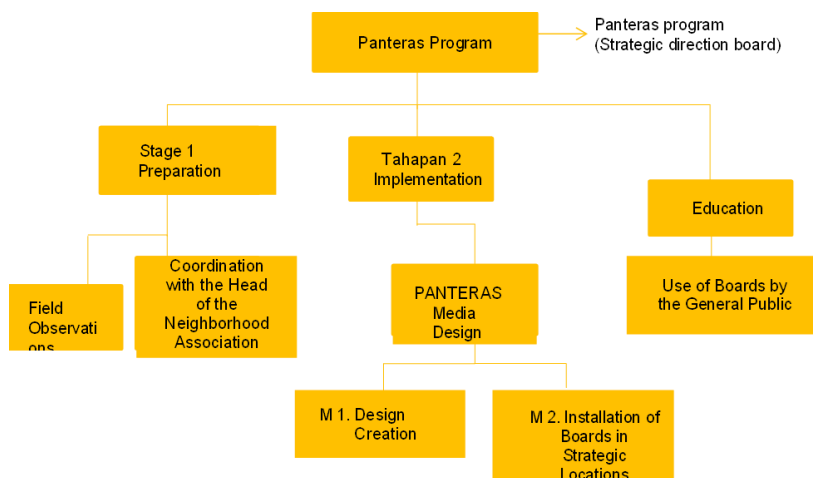 Panteras Program
Panteras program
(Strategic direction board)
Stage 1
Preparation
Tahapan 2
Implementation
Education
Field
Observati
ons
Coordination
with the Head
of the
Neighborhood
Association
PANTERAS
Media
Design
Use of Boards by
the General Public
M 1. Design
Creation
M 2. Installation of
Boards in
Strategic
Locations